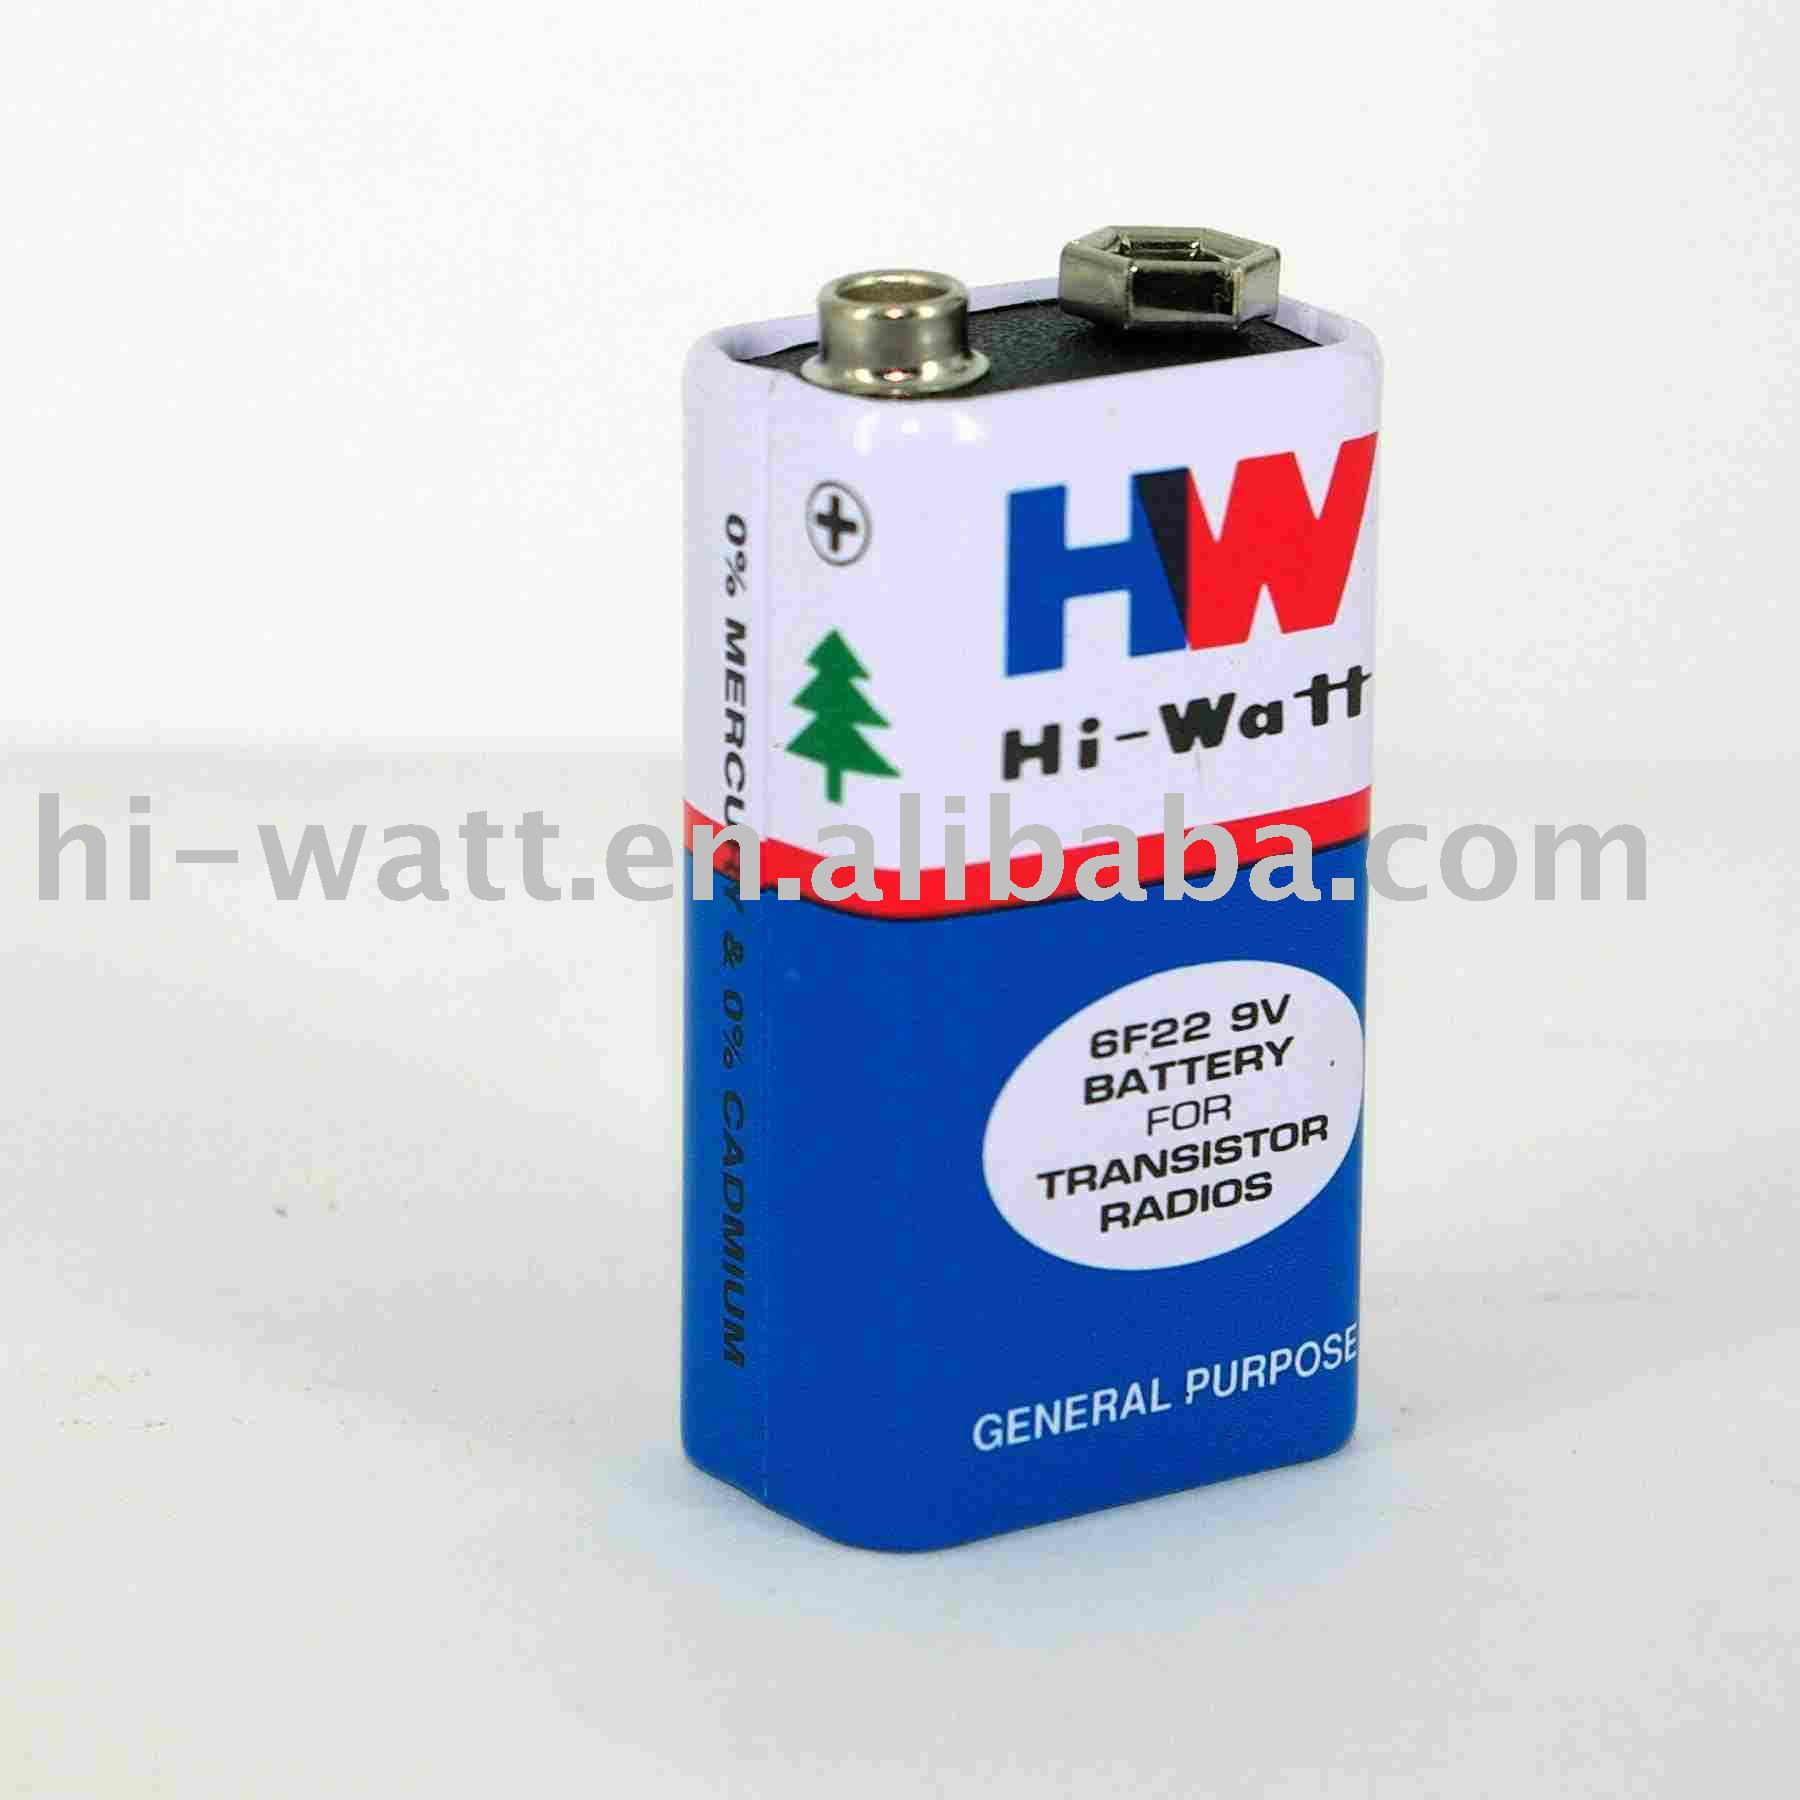 +
HW
Hi-Watt
0% MERCURY & 0% CADMIUM
hi-watt.en.alibaba.com
6F22 9V
BATTERY
FOR
TRANSISTOR
RADIOS
GENERAL PURPOSE